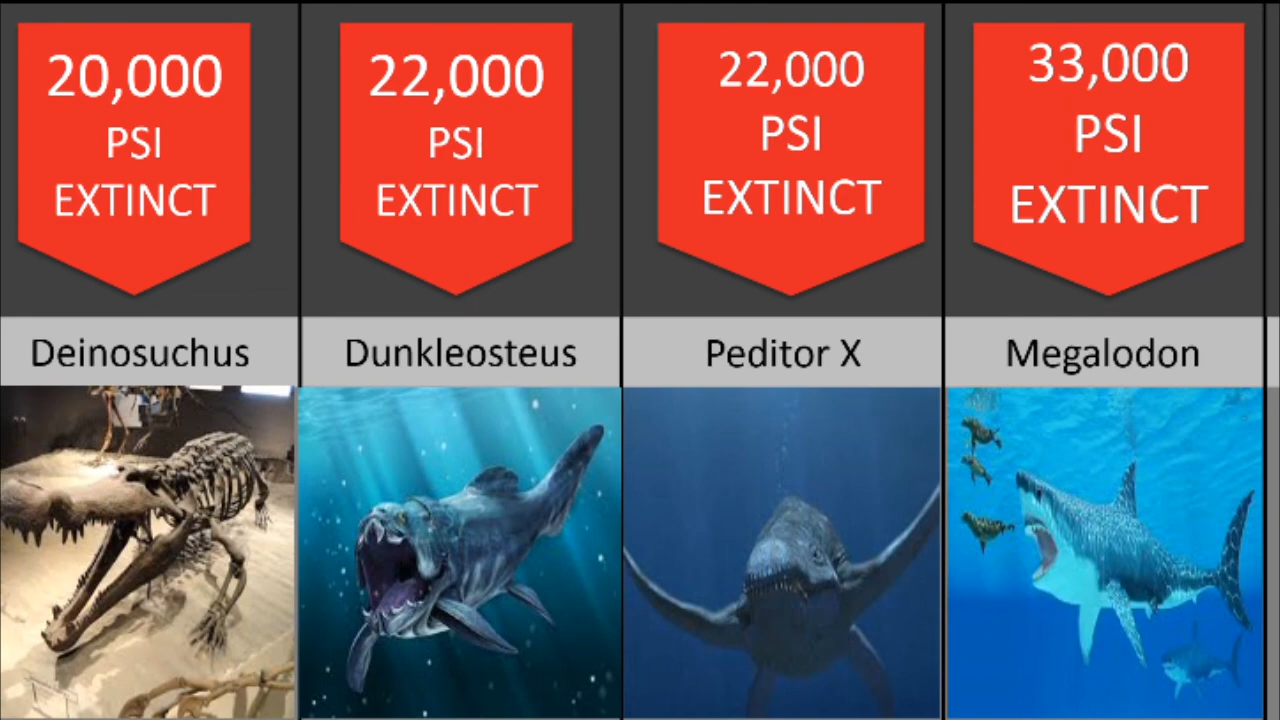 20,000
PSI
EXTINCT
22,000
PSI
EXTINCT
22,000
PSI
EXTINCT
33,000
PSI
EXTINCT
Deinosuchus
Dunkleosteus
Peditor X
Megalodon